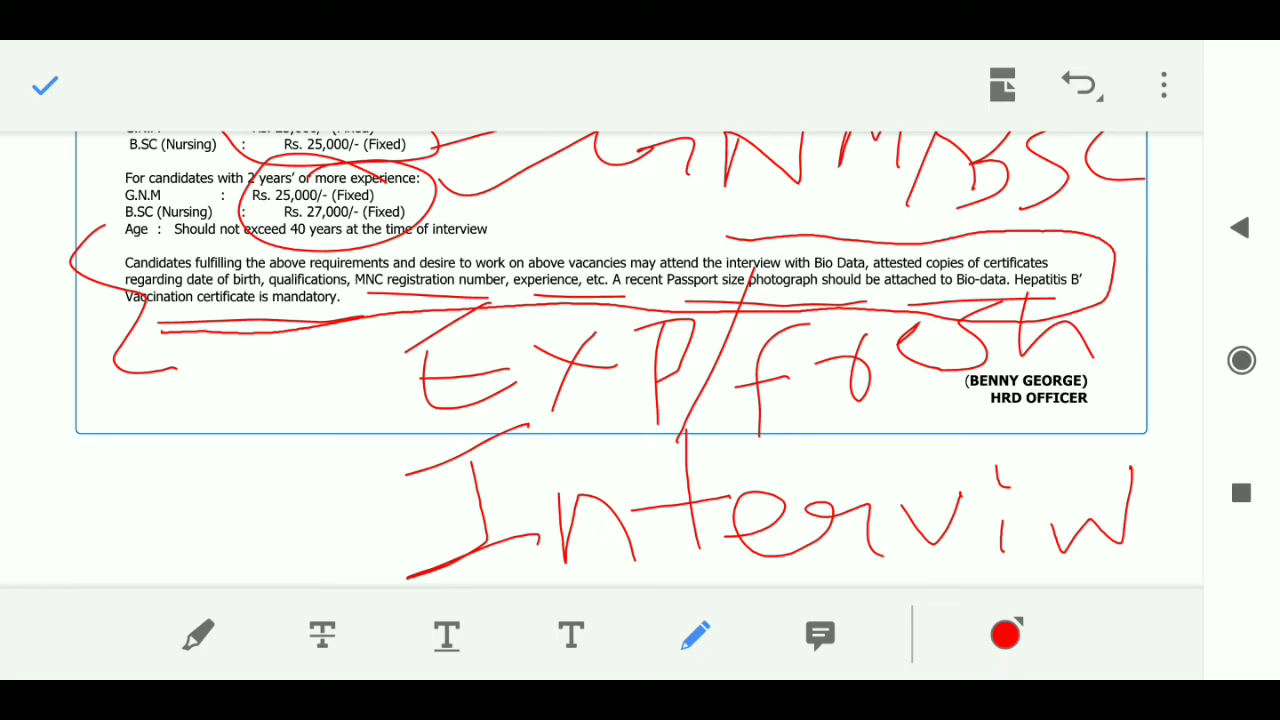 B.SC (Nursing) : Rs. 25,000/- (Fixed)
GNM/BSC
For candidates with 2 years' or more experience:
G.N.M : Rs. 25,000/- (Fixed)
B.SC (Nursing) : Rs. 27,000/- (Fixed)
Age : Should not exceed 40 years at the time of interview
Candidates fulfilling the above requirements and desire to work on above vacancies may attend the interview with Bio Data, attested copies of certificates
regarding date of birth, qualifications, MNC registration number, experience, etc. A recent Passport size photograph should be attached to Bio-data. Hepatitis B’
Vaccination certificate is mandatory.
EXP/fresh
(BENNY GEORGE)
HRD OFFICER
Interviw
T
T
T